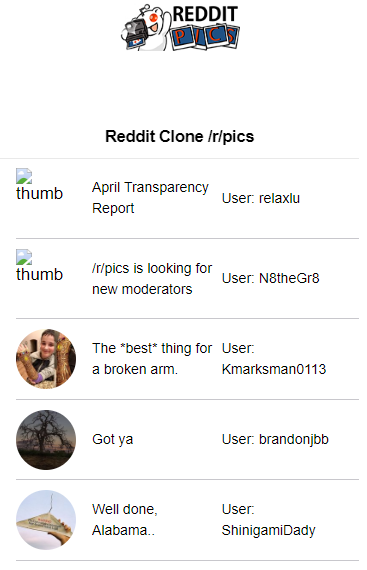 REDDIT
PICS
Reddit Clone /r/pics
thumb
April Transparency
Report
User: relaxlu
thumb
/r/pics is looking for
new moderators
User: N8theGr8
The *best* thing for
a broken arm.
User:
Kmarksman0113
Got ya
User: brandonjbb
Well done,
Alabama..
User:
ShinigamiDady